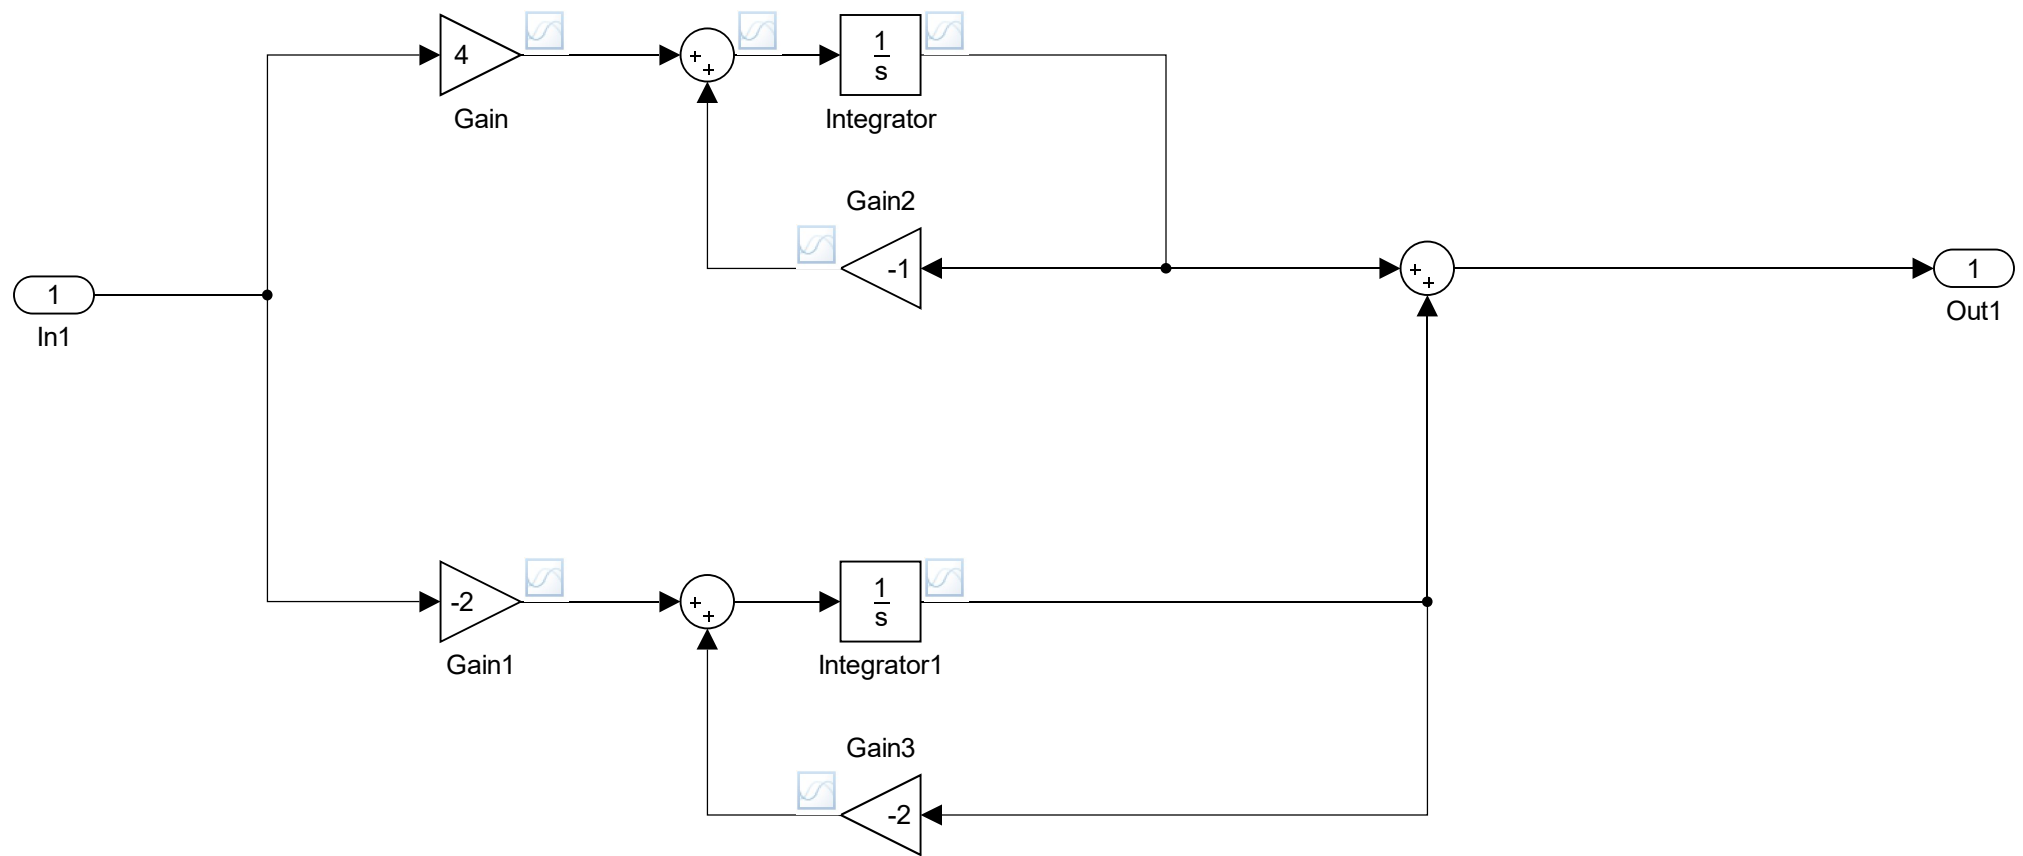 4
+
+
1
s
Gain
Integrator
Gain2
-1
+
+
1
Out1
1
In1
-2
+
+
1
s
Gain1
Integrator1
Gain3
-2